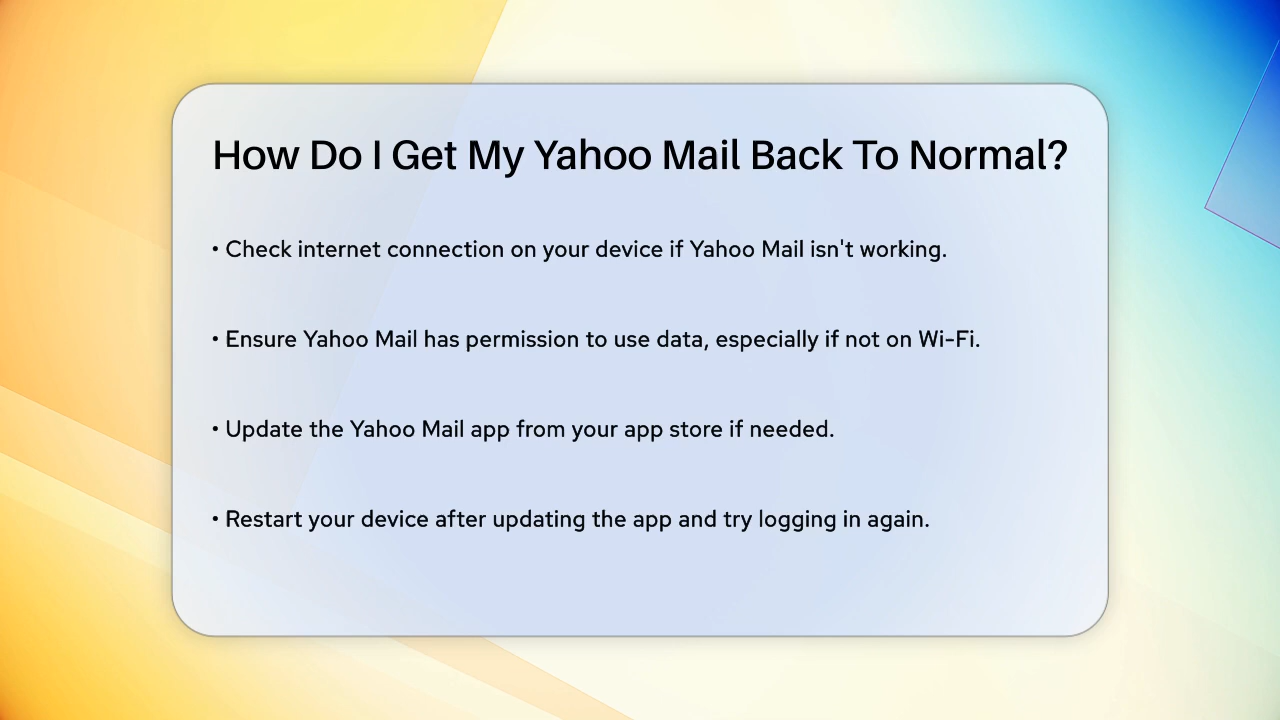 How Do I Get My Yahoo Mail Back To Normal?
• Check internet connection on your device if Yahoo Mail isn't working.
• Ensure Yahoo Mail has permission to use data, especially if not on Wi-Fi.
• Update the Yahoo Mail app from your app store if needed.
• Restart your device after updating the app and try logging in again.